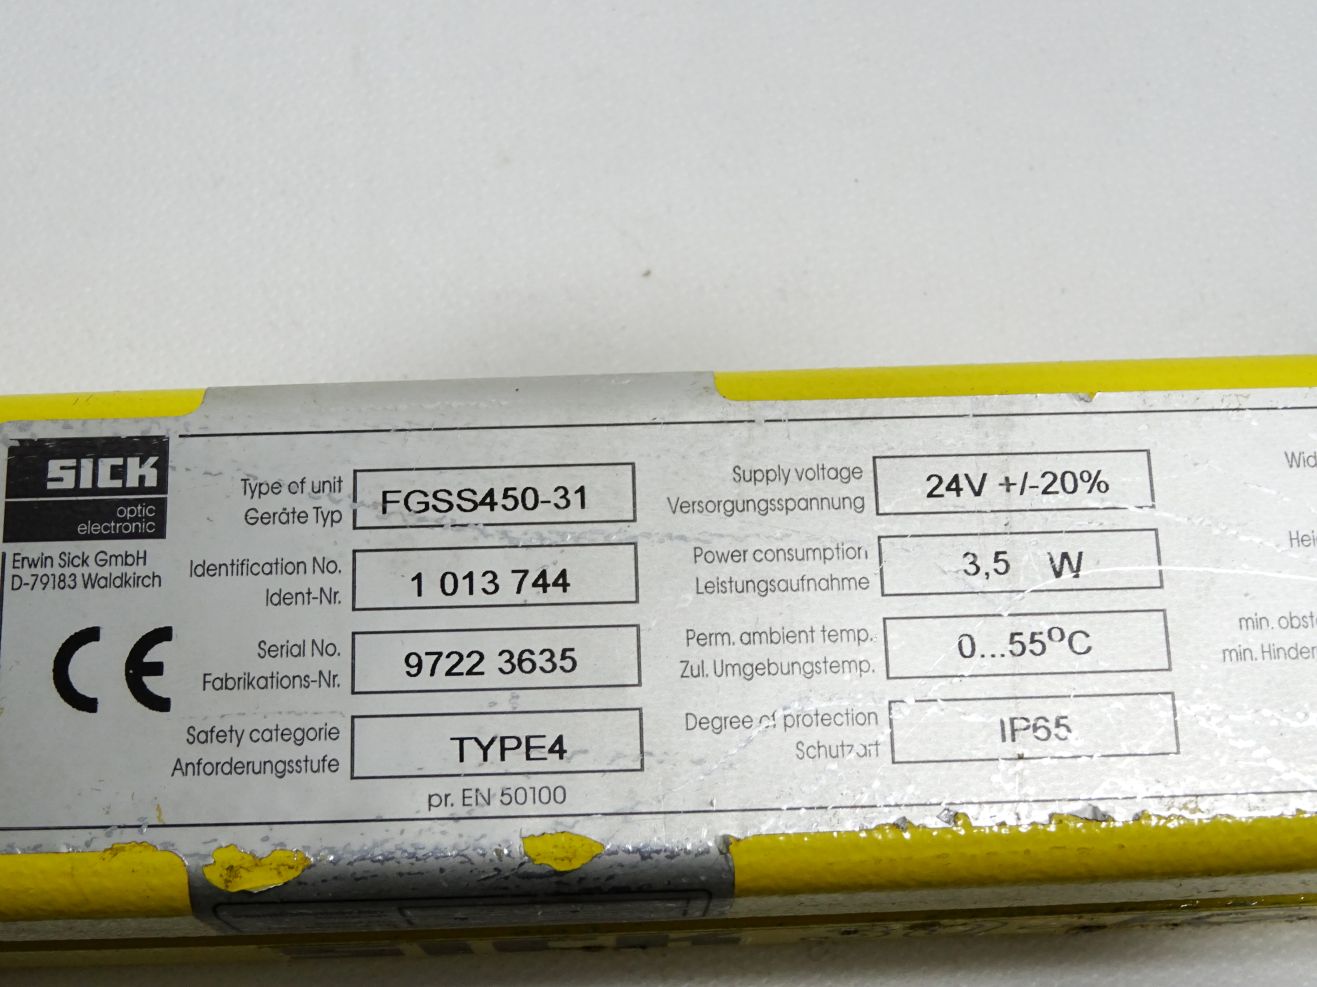 SICK
optic
electronic
Erwin Sick GmbH
D-79183 Waldkirch
CE
Type of unit
Geräte Typ
FGSS450-31
Identification No.
Ident-Nr.
1 013 744
Serial No.
Fabrikations-Nr.
9722 3635
Safety categorie
Anforderungsstufe
TYPE4
pr. EN 50100
Supply voltage
Versorgungsspannung
24V +/-20%
Power consumption
Leistungsaufnahme
3,5 W
Perm. ambient temp.
Zul. Umgebungstemp.
0...55°C
Degree of protection
Schutzart
IP65
min.
min.